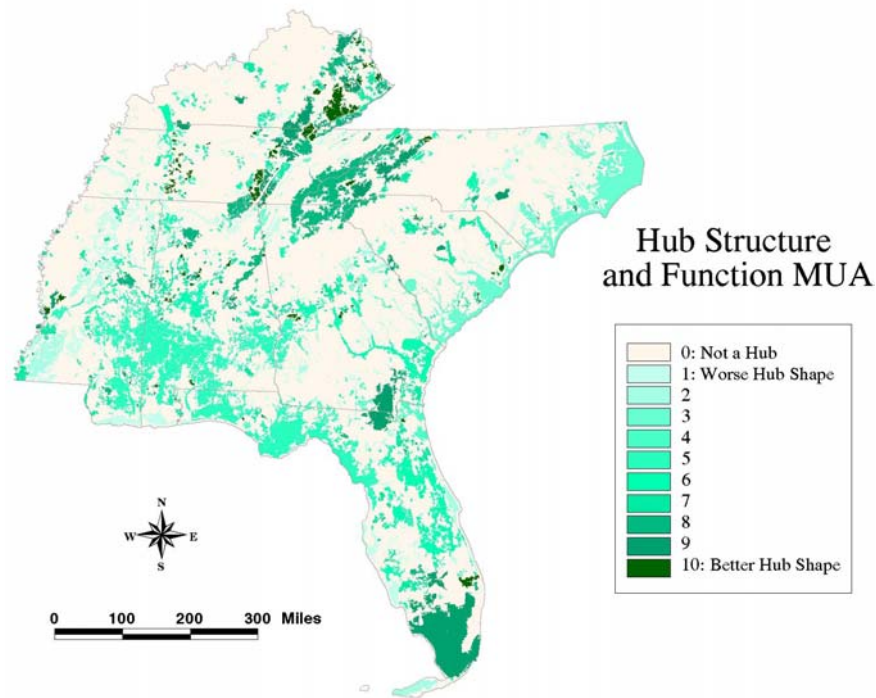 Hub Structure
and Function MUA
0: Not a Hub
1: Worse Hub Shape
2
3
4
5
6
7
8
9
10: Better Hub Shape
N
W E
S
0 100 200 300 Miles